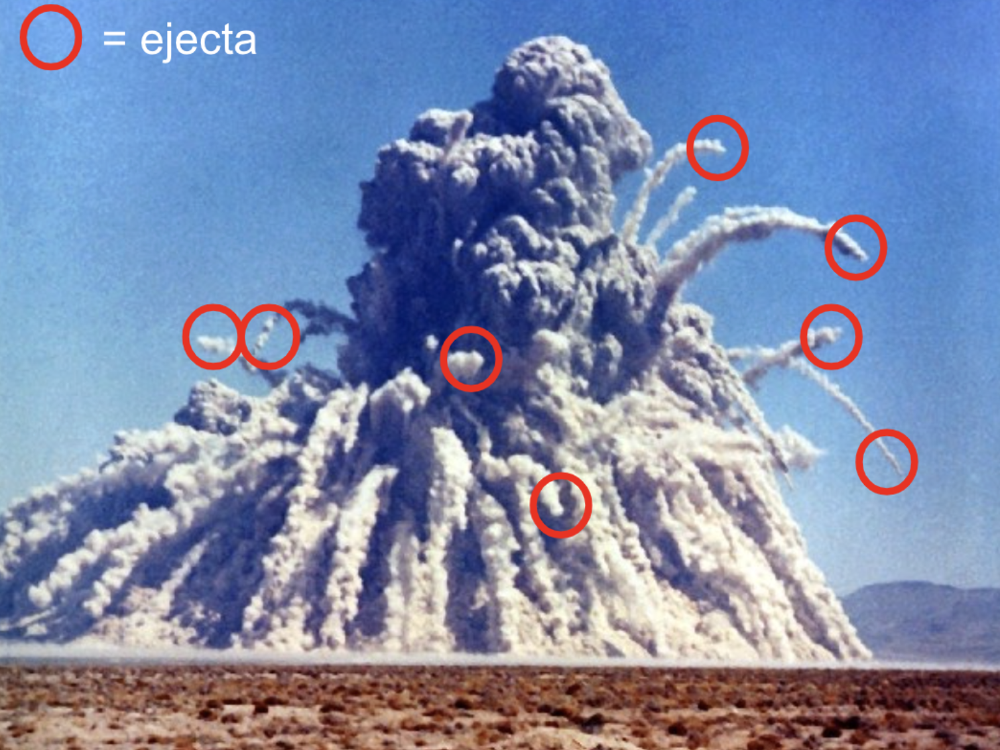 = ejecta